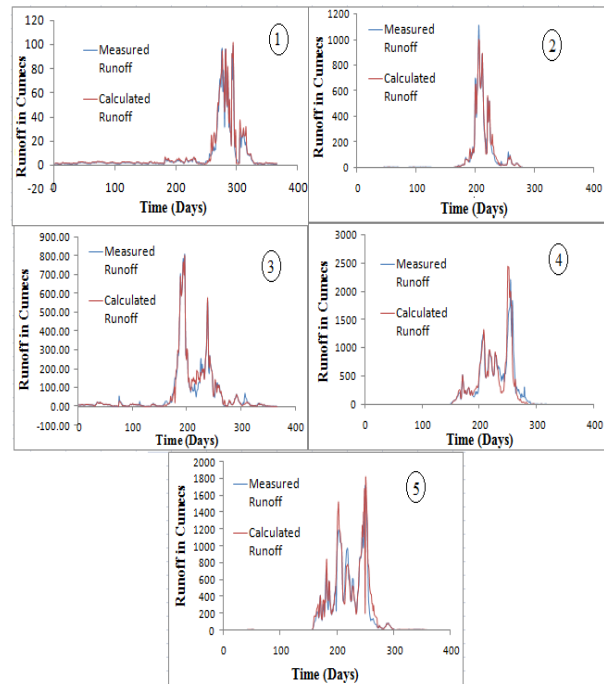 120
100
80
60
40
20
0
-20
Runoff in Cumecs
Measured
Runoff
Calculated
Runoff
1
0 100 200 300 400
Time (Days)
1200
1000
800
600
400
200
0
Runoff in Cumecs
Measured
Runoff
Calculated
Runoff
2
0 100 200 300 400
Time (Days)
900.00
800.00
700.00
600.00
500.00
400.00
300.00
200.00
100.00
0.00
-100.00
Runoff in Cumecs
Measured
Runoff
Calculated
Runoff
3
0 100 200 300 400
Time (Days)
3000
2500
2000
1500
1000
500
0
Runoff in Cumecs
Measured
Runoff
Calculated
Runoff
4
0 100 200 300 400
Time (Days)
1800
1600
1400
1200
1000
800
600
400
200
0
Runoff in Cumecs
Measured
Runoff
Calculated
Runoff
5
0 100 200 300 400
Time (Days)